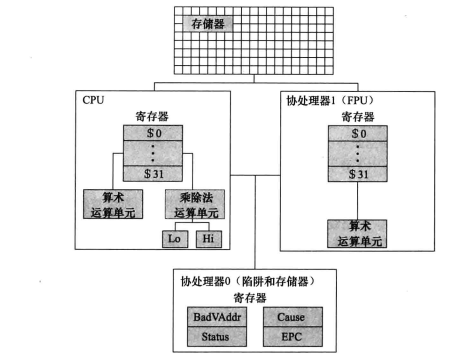 存储器
CPU
寄存器
$0
$31
算术
运算单元
乘除法
运算单元
Lo
Hi
协处理器1（FPU）
寄存器
$0
$31
算术
运算单元
协处理器0（陷阱和存储器）
寄存器
BadVAddr
Cause
Status
EPC